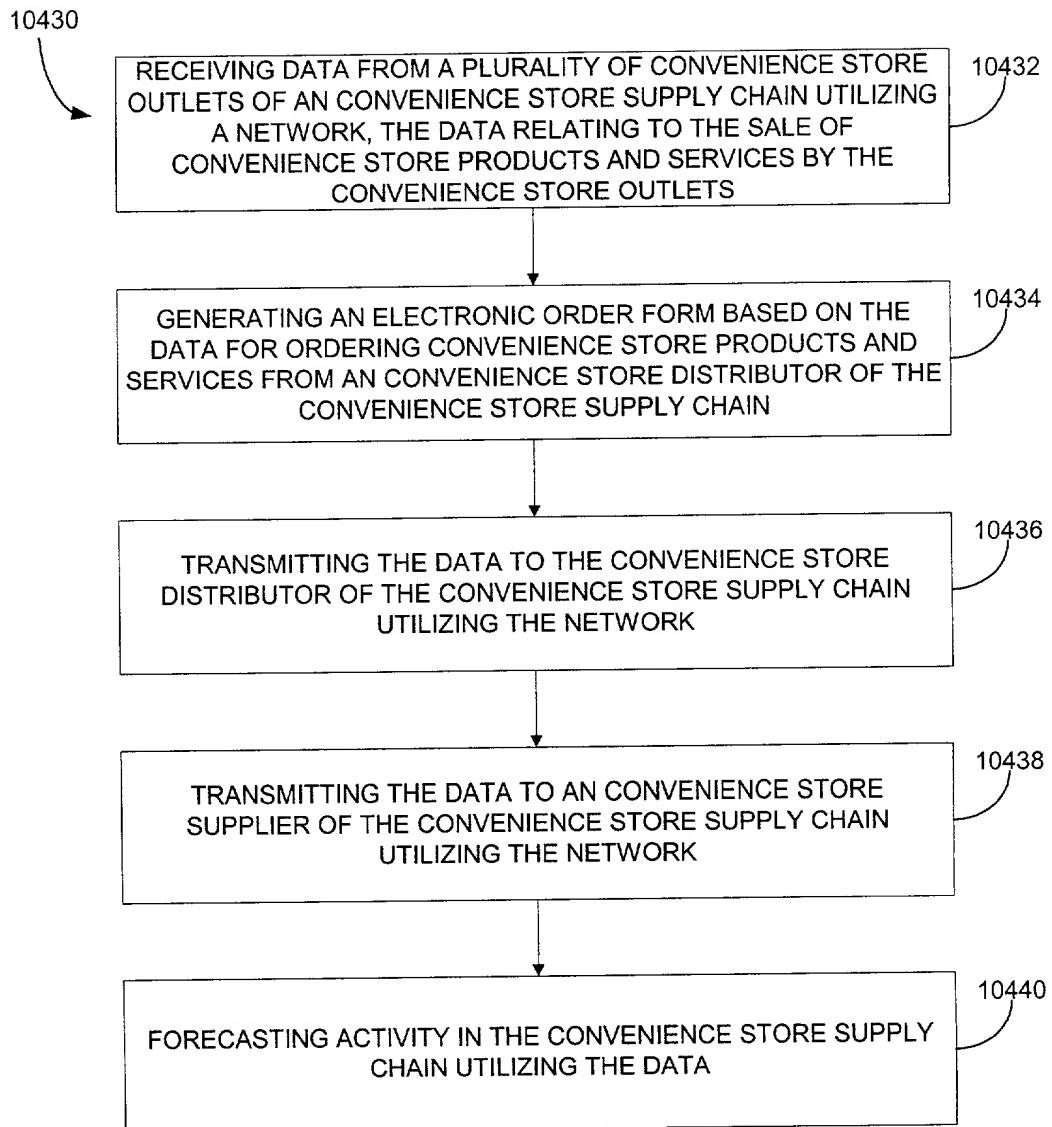 10430
RECEIVING DATA FROM A PLURALITY OF CONVENIENCE STORE
OUTLETS OF AN CONVENIENCE STORE SUPPLY CHAIN UTILIZING
A NETWORK, THE DATA RELATING TO THE SALE OF
CONVENIENCE STORE PRODUCTS AND SERVICES BY THE
CONVENIENCE STORE OUTLETS
10432
GENERATING AN ELECTRONIC ORDER FORM BASED ON THE
DATA FOR ORDERING CONVENIENCE STORE PRODUCTS AND
SERVICES FROM AN CONVENIENCE STORE DISTRIBUTOR OF THE
CONVENIENCE STORE SUPPLY CHAIN
10434
TRANSMITTING THE DATA TO THE CONVENIENCE STORE
DISTRIBUTOR OF THE CONVENIENCE STORE SUPPLY CHAIN
UTILIZING THE NETWORK
10436
TRANSMITTING THE DATA TO AN CONVENIENCE STORE
SUPPLIER OF THE CONVENIENCE STORE SUPPLY CHAIN
UTILIZING THE NETWORK
10438
FORECASTING ACTIVITY IN THE CONVENIENCE STORE SUPPLY
CHAIN UTILIZING THE DATA
10440